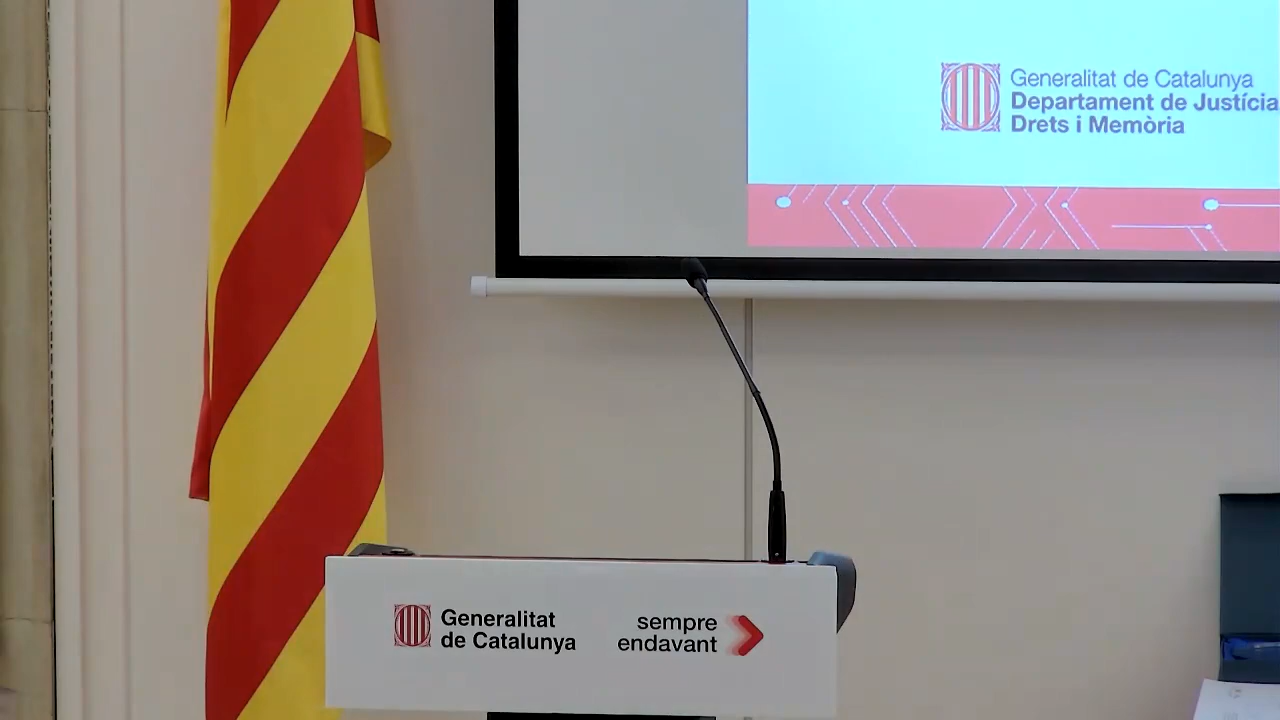 Generalitat de Catalunya
Departament de Justícia
Drets i Memòria
Generalitat
de Catalunya
sempre
endavant